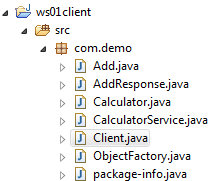 ws01client
src
com.demo
Add.java
AddResponse.java
Calculator.java
CalculatorService.java
Client.java
ObjectFactory.java
package-info.java